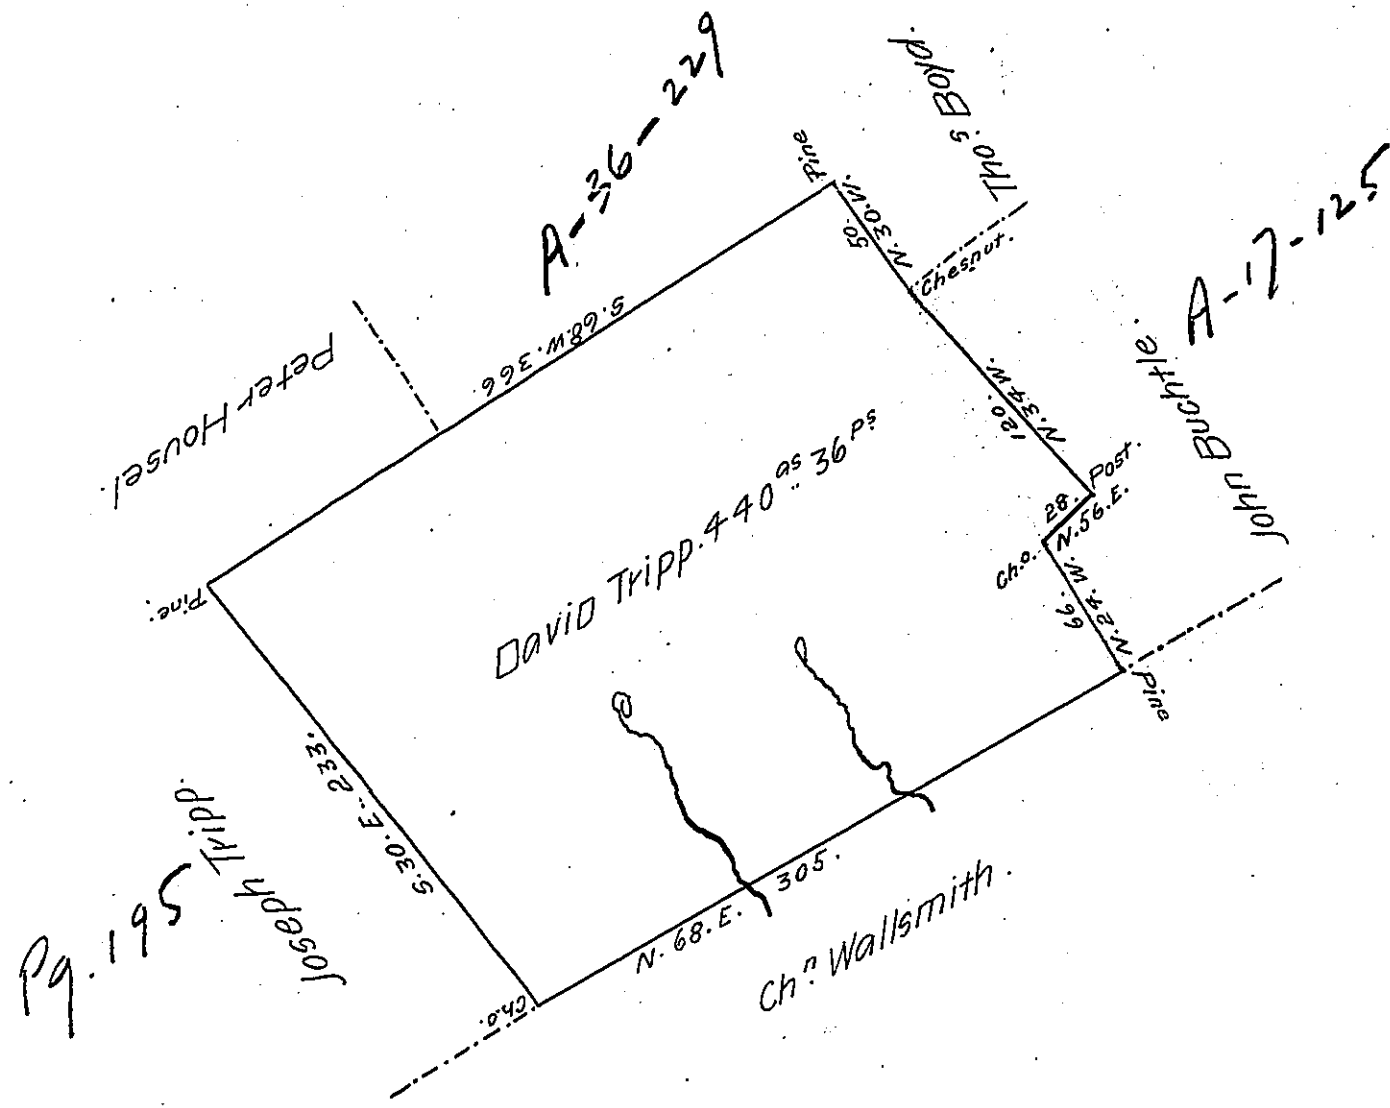 A-36-229
Thoˢ. Boyd.
Pine
50.
N.30.W.
Chesnut.
A-17-125
Peter Housel.
S.68.W.366.
N.34.W.
120.
John Buchtle.
David Tripp. 440ᵃˢ.. 36ᵖˢ
Post.
28.
N.56.E.
Ch.o.
N.24.W.
66.
Pine
Pine.
S.30.E. 233.
Joseph Tripp
Pg. 195
N. 68. E. 305.
Chⁿ. Wallsmith.
Ch.o.